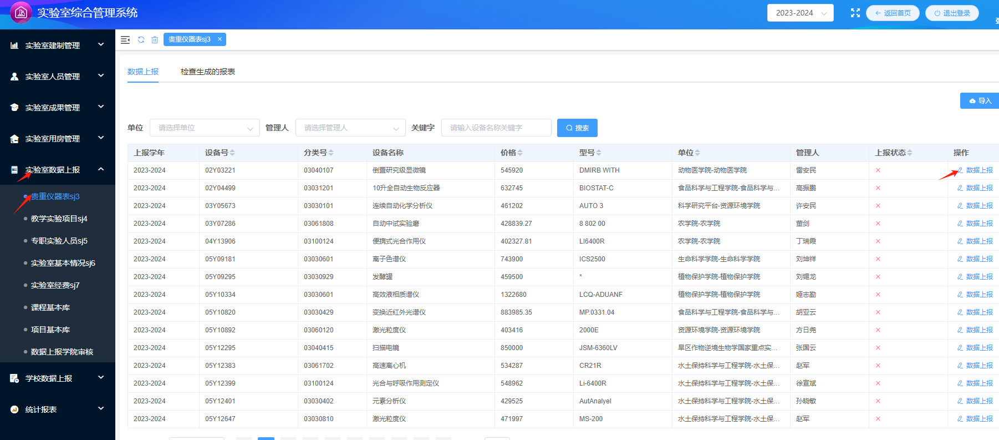 实验室综合管理系统
2023-2024
返回首页
退出登录
实验室建制管理
实验室人员管理
实验室成果管理
实验室用房管理
实验室数据上报
贵重仪器表sj3
教学实验项目sj4
专职实验人员sj5
实验室基本情况sj6
实验室经费sj7
课程基本库
项目基本库
数据上报学院审核
学校数据上报
统计报表
贵重仪器表sj3 ×
数据上报 检查生成的报表
导入
单位 请选择单位 管理人 请选择管理人 关键字 请输入设备名称关键字 搜索
上报学年 设备号 分类号 设备名称 价格 型号 单位 管理人 上报状态 操作
2023-2024 02Y03221 03040107 倒置研究级显微镜 545920 DMIRB WITH 动物医学院-动物医学院 雷安民 × 数据上报
2023-2024 02Y04499 03031201 10升全自动生物反应器 632745 BIOSTAT-C 食品科学与工程学院-食品科学与... 高振鹏 × 数据上报
2023-2024 03Y05673 03030101 连续自动化学分析仪 461202 AUTO 3 科学研究平台-资源环境学院 许安民 × 数据上报
2023-2024 03Y07286 03061808 自动中试实验磨 428839.27 8 802 00 农学院-农学院 董剑 × 数据上报
2023-2024 04Y13906 03100124 便携式光合作用仪 402327.81 LI6400R 农学院-农学院 丁瑞霞 × 数据上报
2023-2024 05Y09181 03030601 离子色谱仪 743900 ICS2500 生命科学学院-生命科学学院 刘坤祥 × 数据上报
2023-2024 05Y09295 03030929 发酵罐 459500 * 植物保护学院-植物保护学院 刘锡龙 × 数据上报
2023-2024 05Y10334 03030601 高效液相质谱仪 1322680 LCQ-ADUANF 植物保护学院-植物保护学院 姬志勤 × 数据上报
2023-2024 05Y10820 03030429 变换近红外光谱仪 883985.35 MP.0331.04 食品科学与工程学院-食品科学与... 胡亚云 × 数据上报
2023-2024 05Y10892 03060120 激光粒度仪 403416 2000E 资源环境学院-资源环境学院 方日尧 × 数据上报
2023-2024 05Y12295 03040415 扫描电镜 850000 JSM-6360LV 旱区作物逆境生物学国家重点实... 张国云 × 数据上报
2023-2024 05Y12383 03061702 高速离心机 534287 CR21R 水土保持科学与工程学院-水土保... 赵军 × 数据上报
2023-2024 05Y12399 03100124 光合与呼吸作用测定仪 548962 Li-6400R 水土保持科学与工程学院-水土保... 徐宣斌 × 数据上报
2023-2024 05Y12401 03030402 元素分析仪 429525 AutAnalyel 水土保持科学与工程学院-水土保... 孙晓敏 × 数据上报
2023-2024 05Y12647 03030810 激光粒度仪 471997 MS-200 水土保持科学与工程学院-水土保... 赵军 × 数据上报